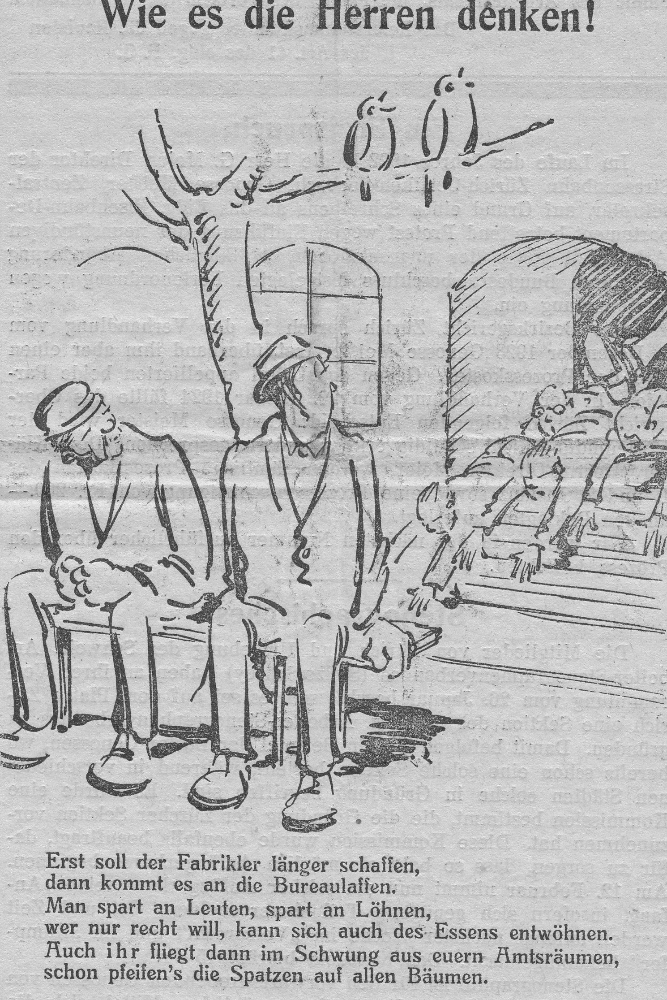 Wie es die Herren denken!
Erst soll der Fabrikler länger schaffen,
dann kommt es an die Bureaulaffen.
Man spart an Leuten, spart an Löhnen,
wer nur recht will, kann sich auch des Essens entwöhnen.
Auch ihr fliegt dann im Schwung aus euern Amtsräumen,
schon pfeifen's die Spatzen auf allen Bäumen.